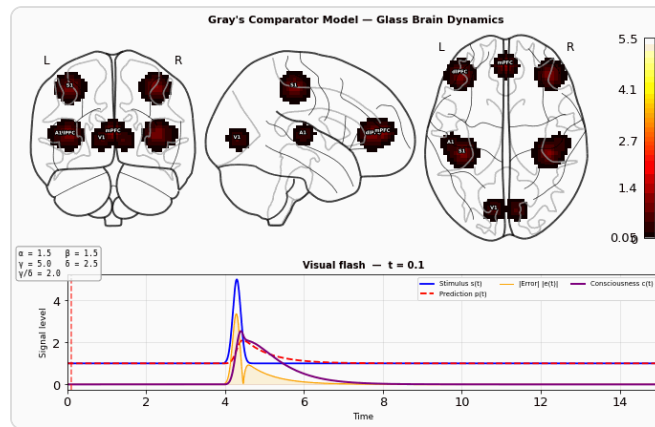 Gray's Comparator Model — Glass Brain Dynamics
L R L R
S1
A1 dlPFC mPFC V1
S1
V1 A1 mPFC
mPFC
dlPFC
A1
S1
V1
5.5
4.1
2.7
1.4
0.05
0
α = 1.5 β = 1.5
γ = 5.0 δ = 2.5
γ/δ = 2.0
Visual flash — t = 0.1
Stimulus s(t) |Error| |e(t)| Consciousness c(t)
Prediction p(t)
Signal level
4
2
0
0 2 4 6 8 10 12 14
Time